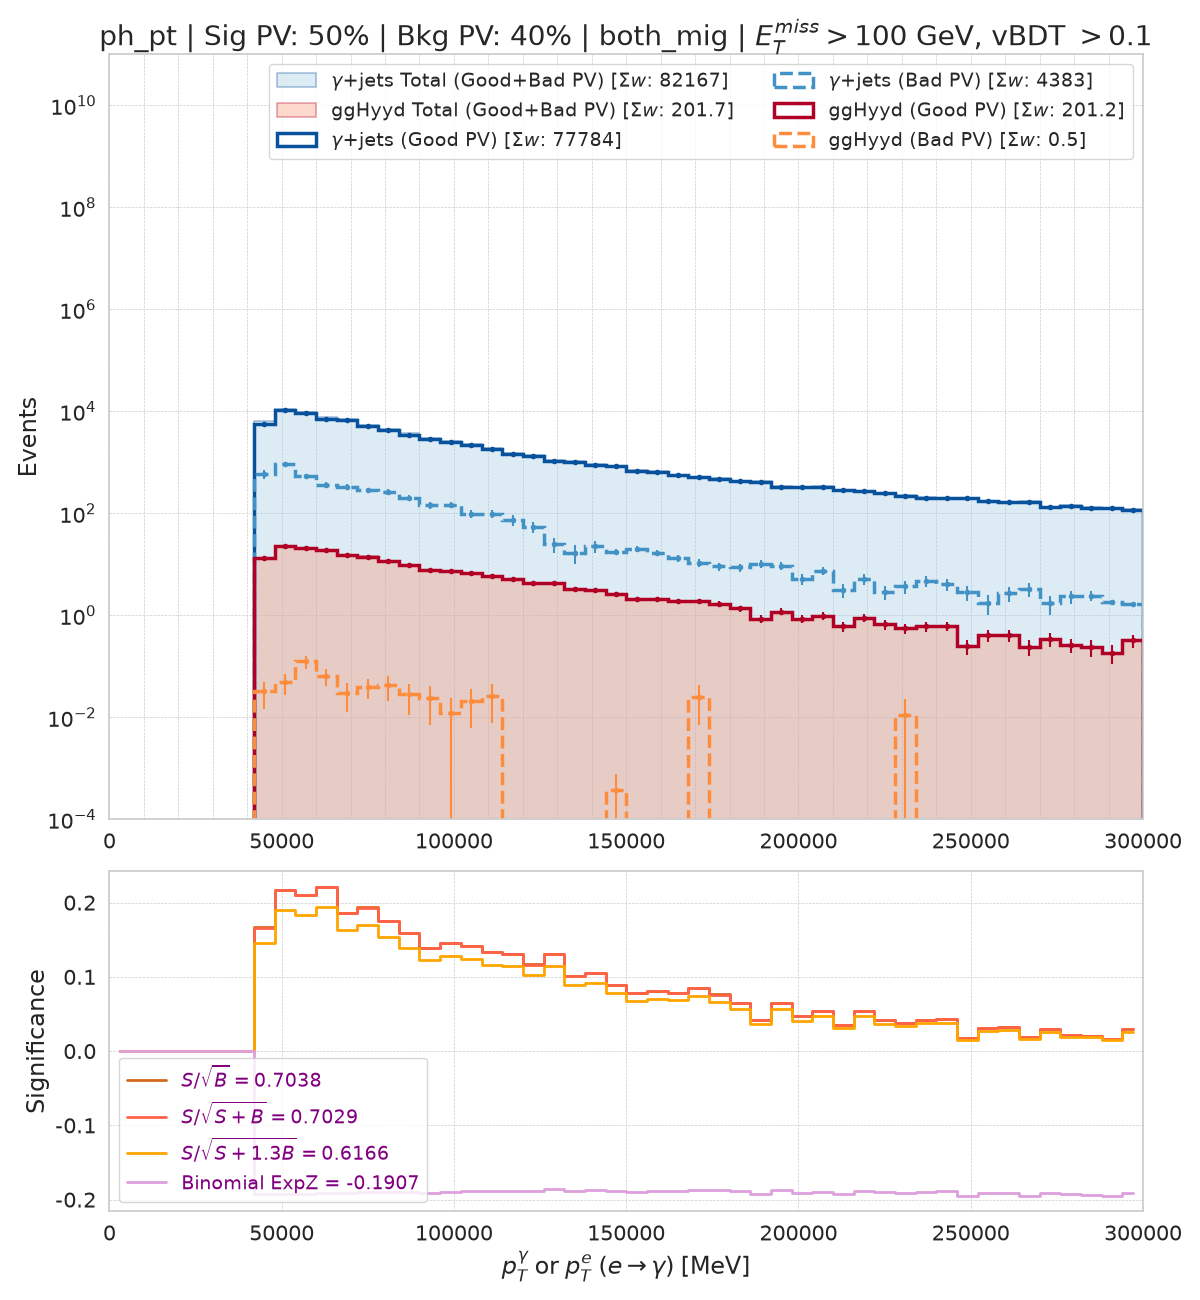 ph_pt | Sig PV: 50% | Bkg PV: 40% | both_mig | $E_T^{miss} > 100$ GeV, vBDT $> 0.1$
γ+jets Total (Good+Bad PV) [Σw: 82167]
ggHyyd Total (Good+Bad PV) [Σw: 201.7]
γ+jets (Good PV) [Σw: 77784]
γ+jets (Bad PV) [Σw: 4383]
ggHyyd (Good PV) [Σw: 201.2]
ggHyyd (Bad PV) [Σw: 0.5]
Events
$10^{10}$
$10^8$
$10^6$
$10^4$
$10^2$
$10^0$
$10^{-2}$
$10^{-4}$
0 50000 100000 150000 200000 250000 300000
Significance
0.2
0.1
0.0
-0.1
-0.2
$S/\sqrt{B} = 0.7038$
$S/\sqrt{S + B} = 0.7029$
$S/\sqrt{S + 1.3B} = 0.6166$
Binomial ExpZ = -0.1907
0 50000 100000 150000 200000 250000 300000
$p_T^γ$ or $p_T^e$ $(e → γ)$ [MeV]